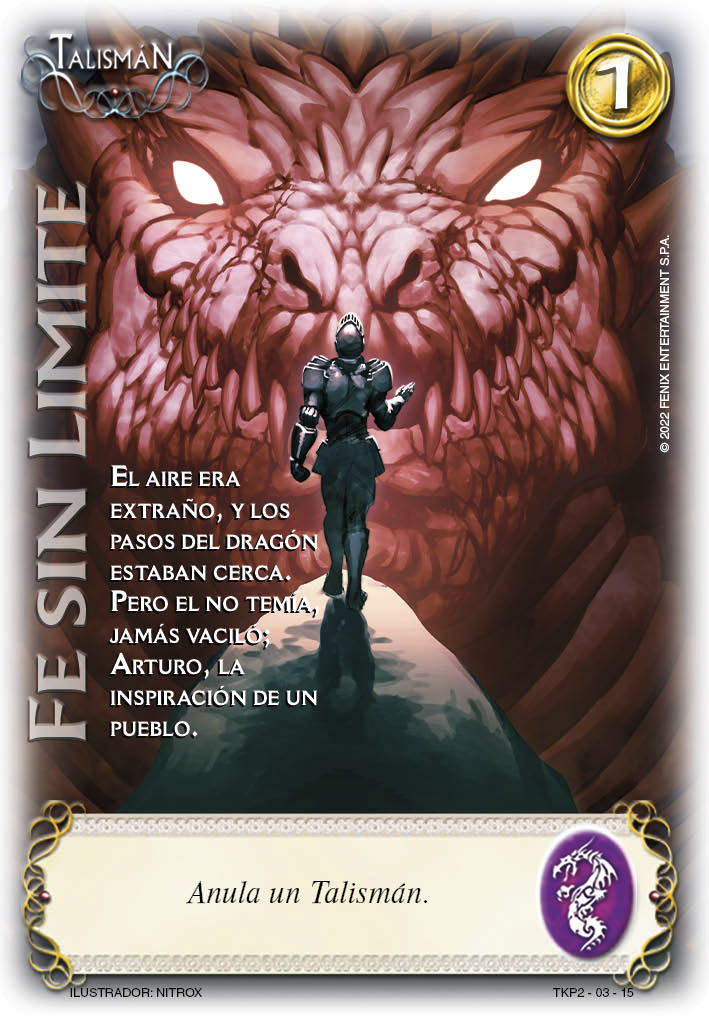 Talismán
1
Fe sin Limite
© 2022 FENIX ENTERTAINMENT S.P.A.
El aire era
extraño, y los
pasos del dragón
estaban cerca.
Pero el no temía,
jamás vaciló;
Arturo, la
inspiración de un
pueblo.
Anula un Talismán.
ILUSTRADOR: NITROX
TKP2 - 03 - 15